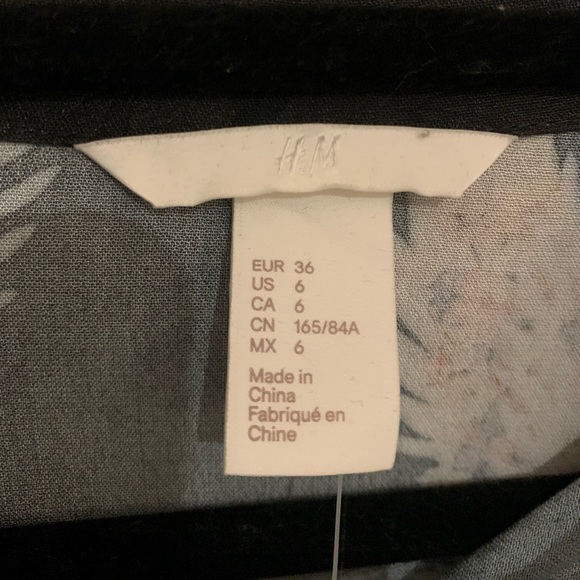 H&M
EUR 36
US 6
CA 6
CN 165/84A
MX 6
Made in
China
Fabriqué en
Chine